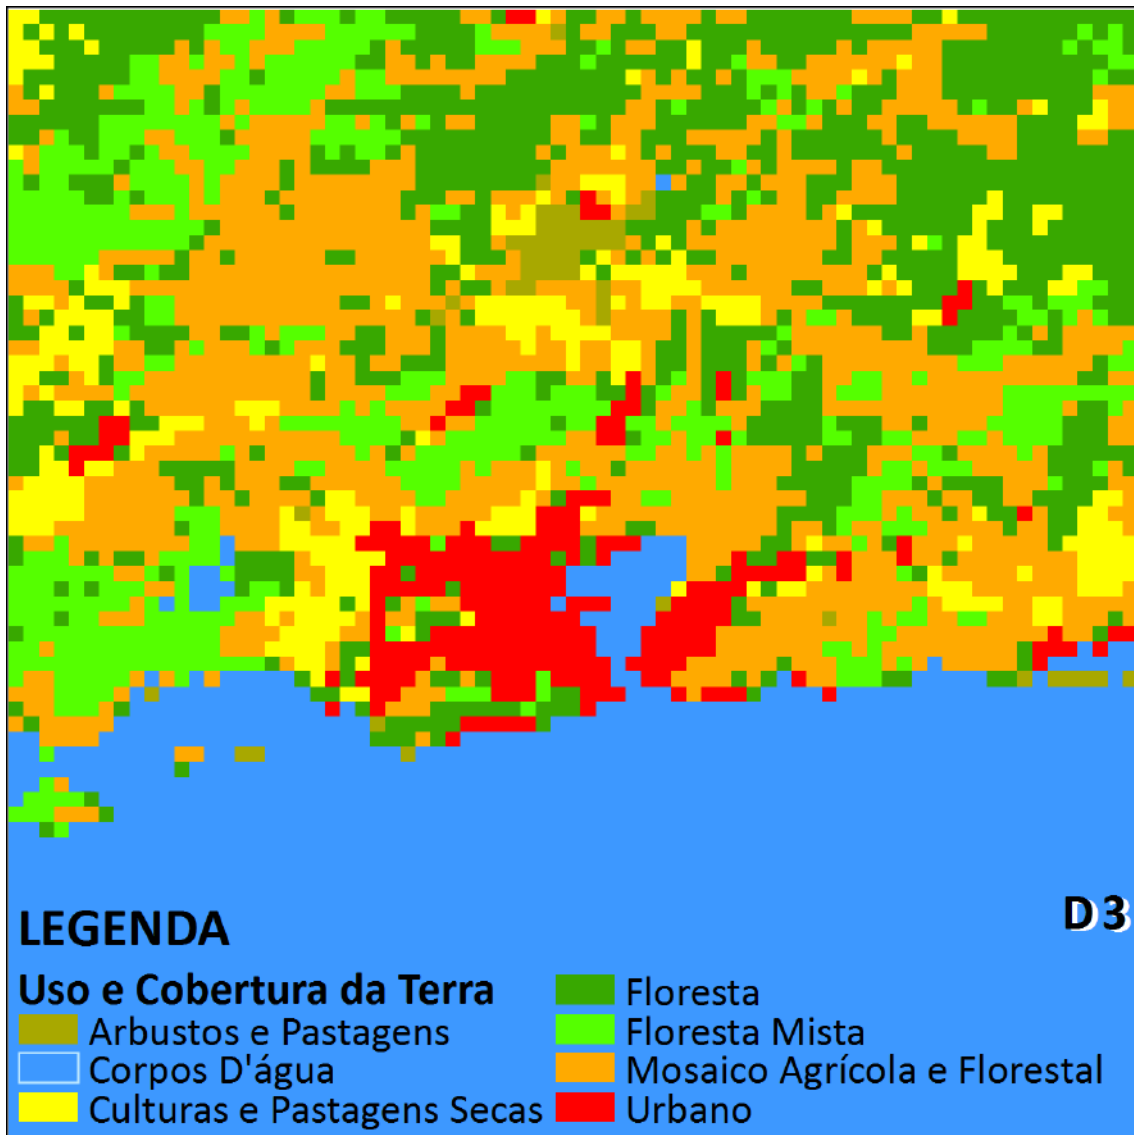 D3
LEGENDA
Uso e Cobertura da Terra
Arbustos e Pastagens
Corpos D'água
Culturas e Pastagens Secas
Floresta
Floresta Mista
Mosaico Agrícola e Florestal
Urbano